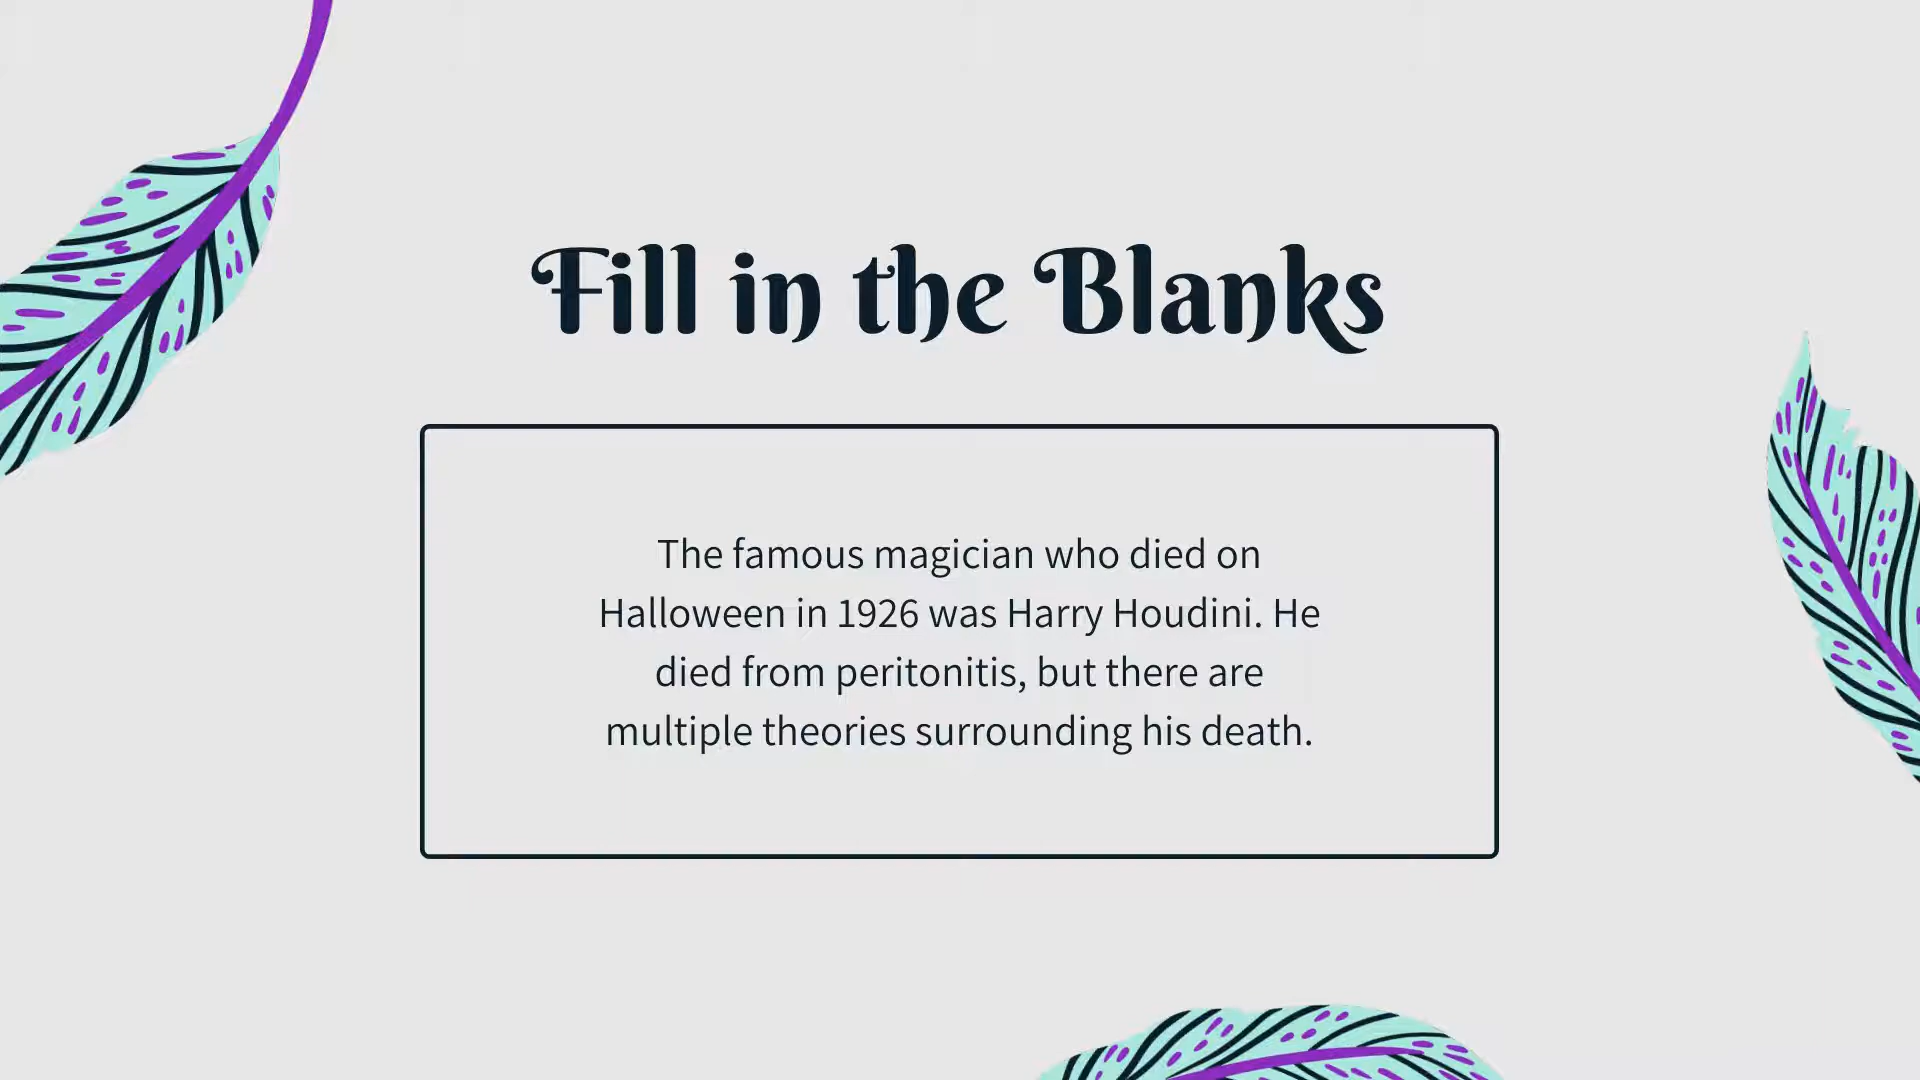 Fill in the Blanks
The famous magician who died on
Halloween in 1926 was Harry Houdini. He
died from peritonitis, but there are
multiple theories surrounding his death.